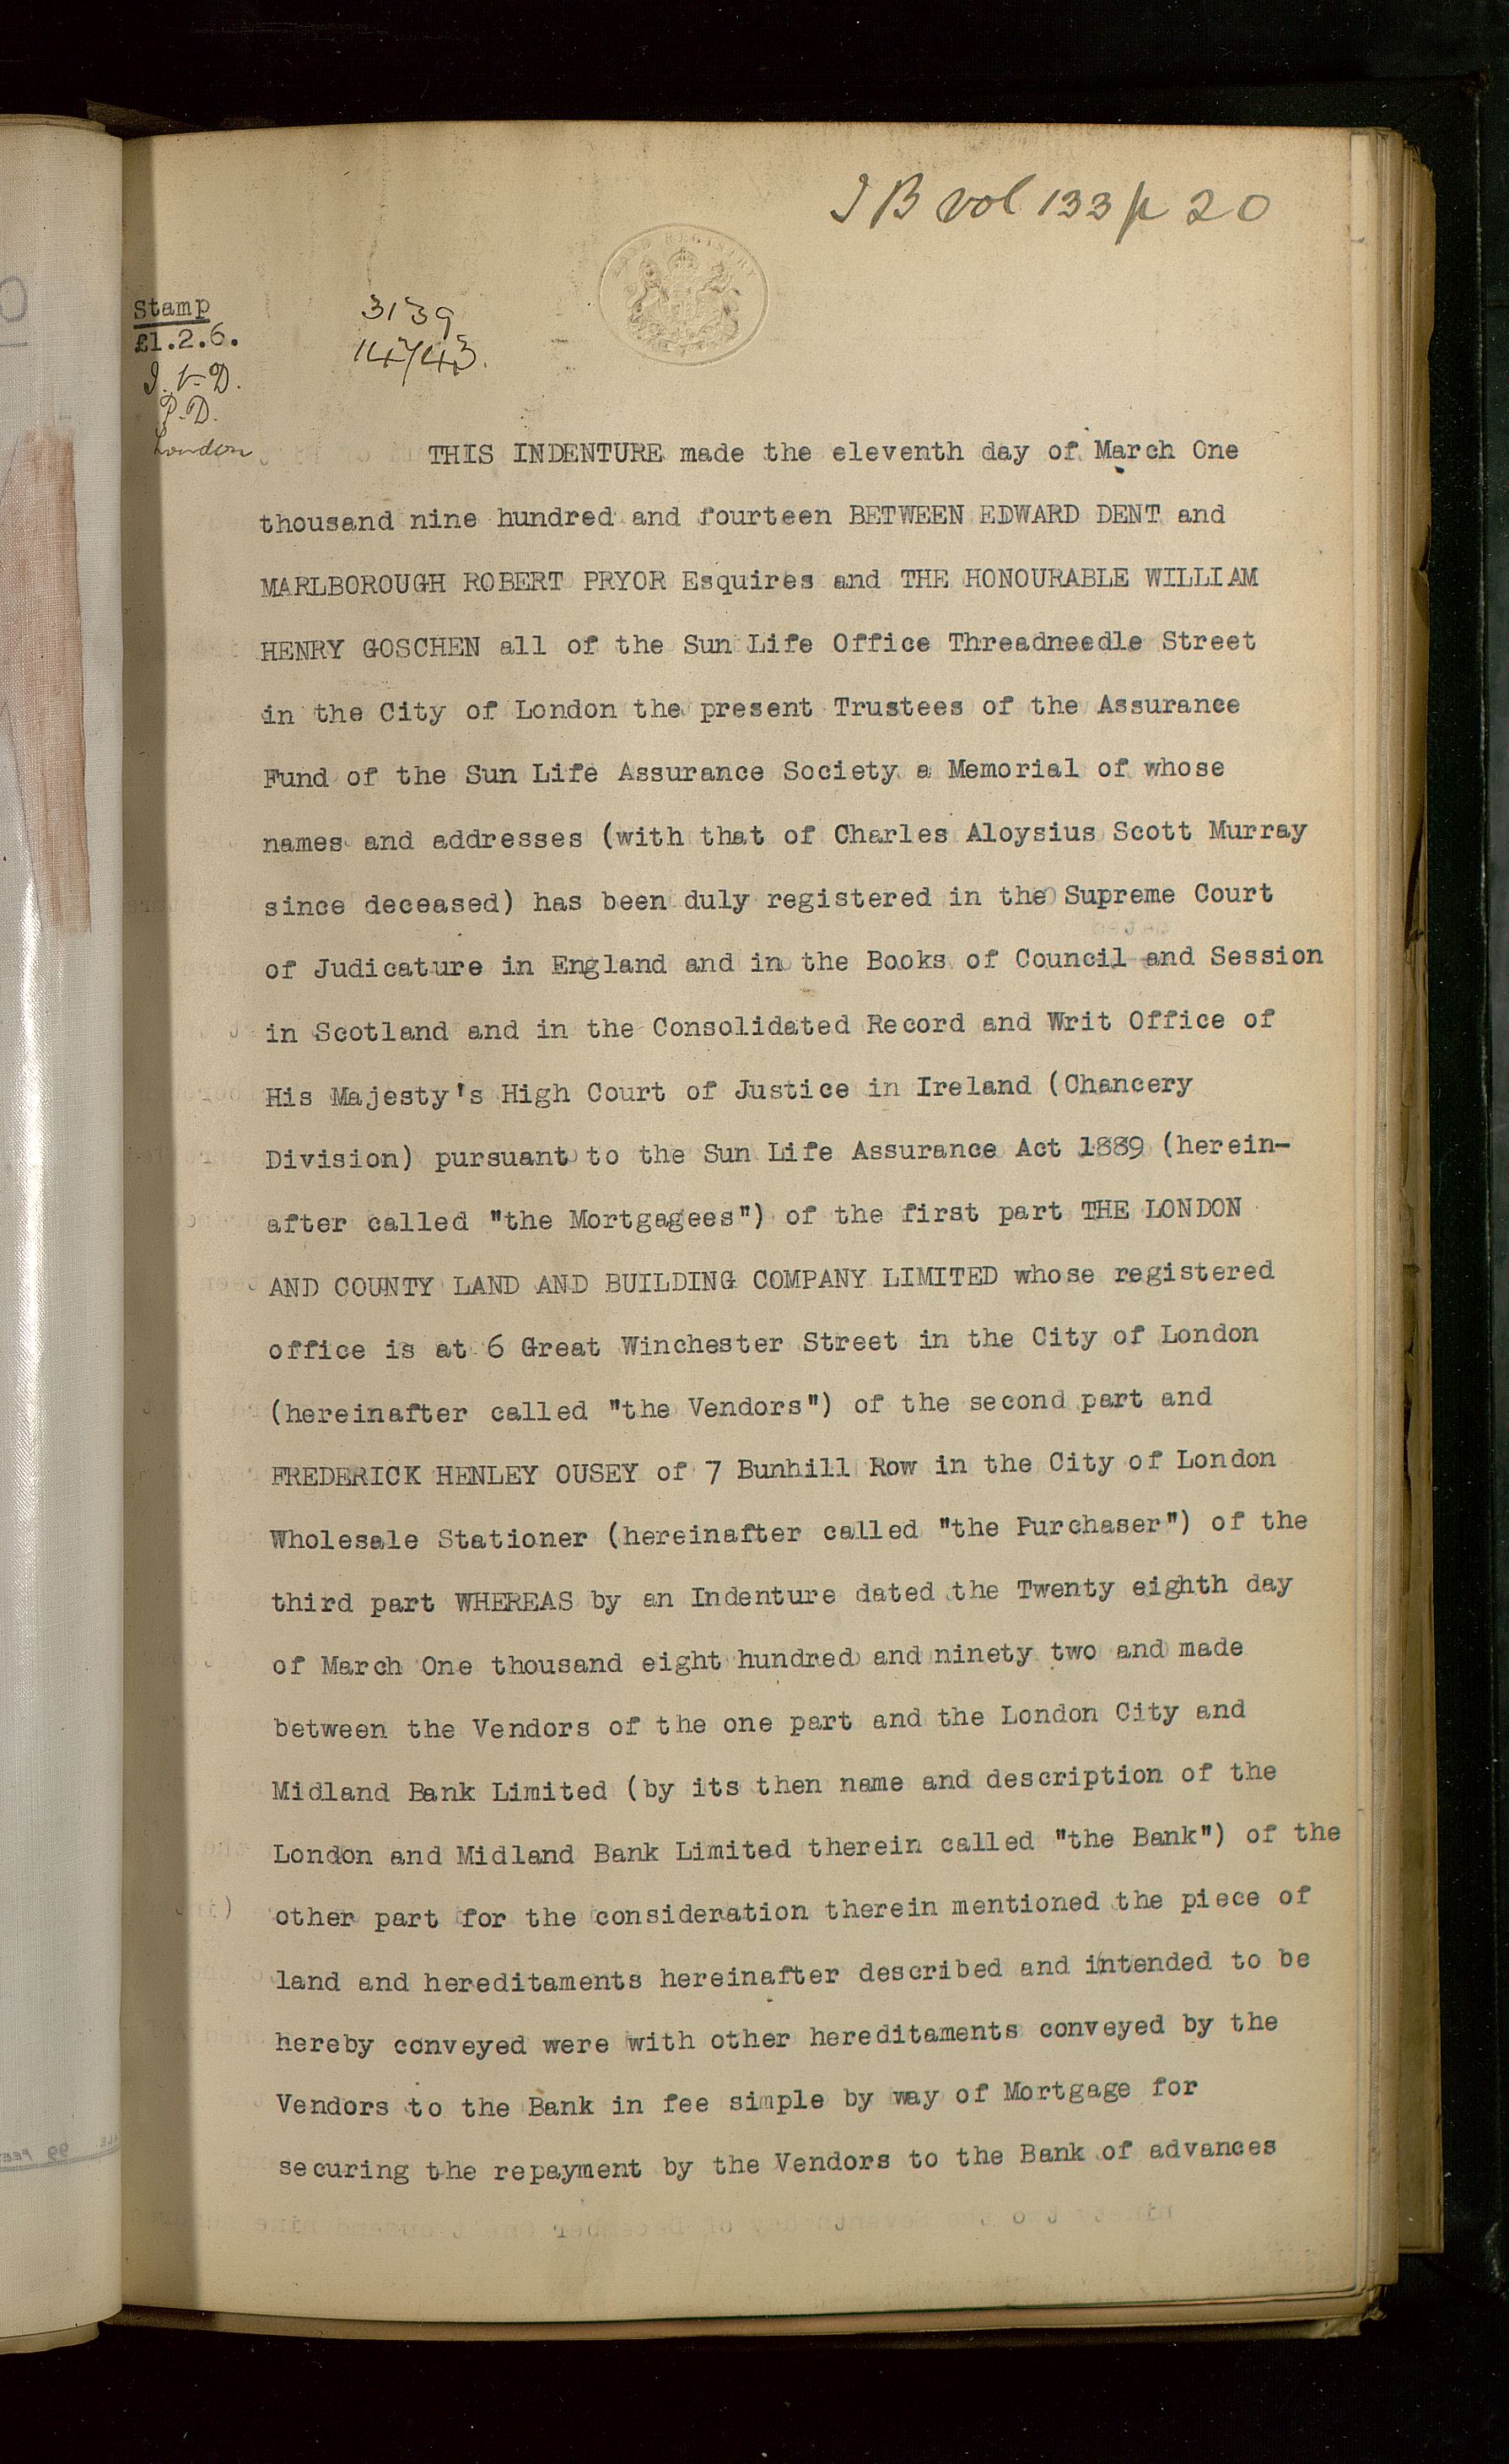 I B vol 133 p 20
LAND REGISTRY
Stamp
£1.2.6.
3139
London
P.D.
THIS INDENTURE made the eleventh day of March One
thousand nine hundred and fourteen BETWEEN EDWARD DENT and
MARLBOROUGH ROBERT PRYOR Esquires and THE HONOURABLE WILLIAM
HENRY GOSCHEN all of the Sun Life Office Threadneedle Street
in the City of London the present Trustees of the Assurance
Fund of the Sun Life Assurance Society a Memorial of whose
names and addresses (with that of Charles Aloysius Scott Murray
since deceased) has been duly registered in the Supreme Court
of Judicature in England and in the Books of Council and Session
in Scotland and in the Consolidated Record and Writ Office of
His Majesty's High Court of Justice in Ireland (Chancery
Division) pursuant to the Sun Life Assurance Act 1889 (herein-
after called "the Mortgagees") of the first part THE LONDON
AND COUNTY LAND AND BUILDING COMPANY LIMITED whose registered
office is at 6 Great Winchester Street in the City of London
(hereinafter called "the Vendors") of the second part and
FREDERICK HENLEY OUSEY of 7 Bunhill Row in the City of London
Wholesale Stationer (hereinafter called "the Purchaser") of the
third part WHEREAS by an Indenture dated the Twenty eighth day
of March One thousand eight hundred and ninety two and made
between the Vendors of the one part and the London City and
Midland Bank Limited (by its then name and description of the
London and Midland Bank Limited therein called "the Bank") of the
other part for the consideration therein mentioned the piece of
land and hereditaments hereinafter described and intended to be
hereby conveyed were with other hereditaments conveyed by the
Vendors to the Bank in fee simple by way of Mortgage for
securing the repayment by the Vendors to the Bank of advances